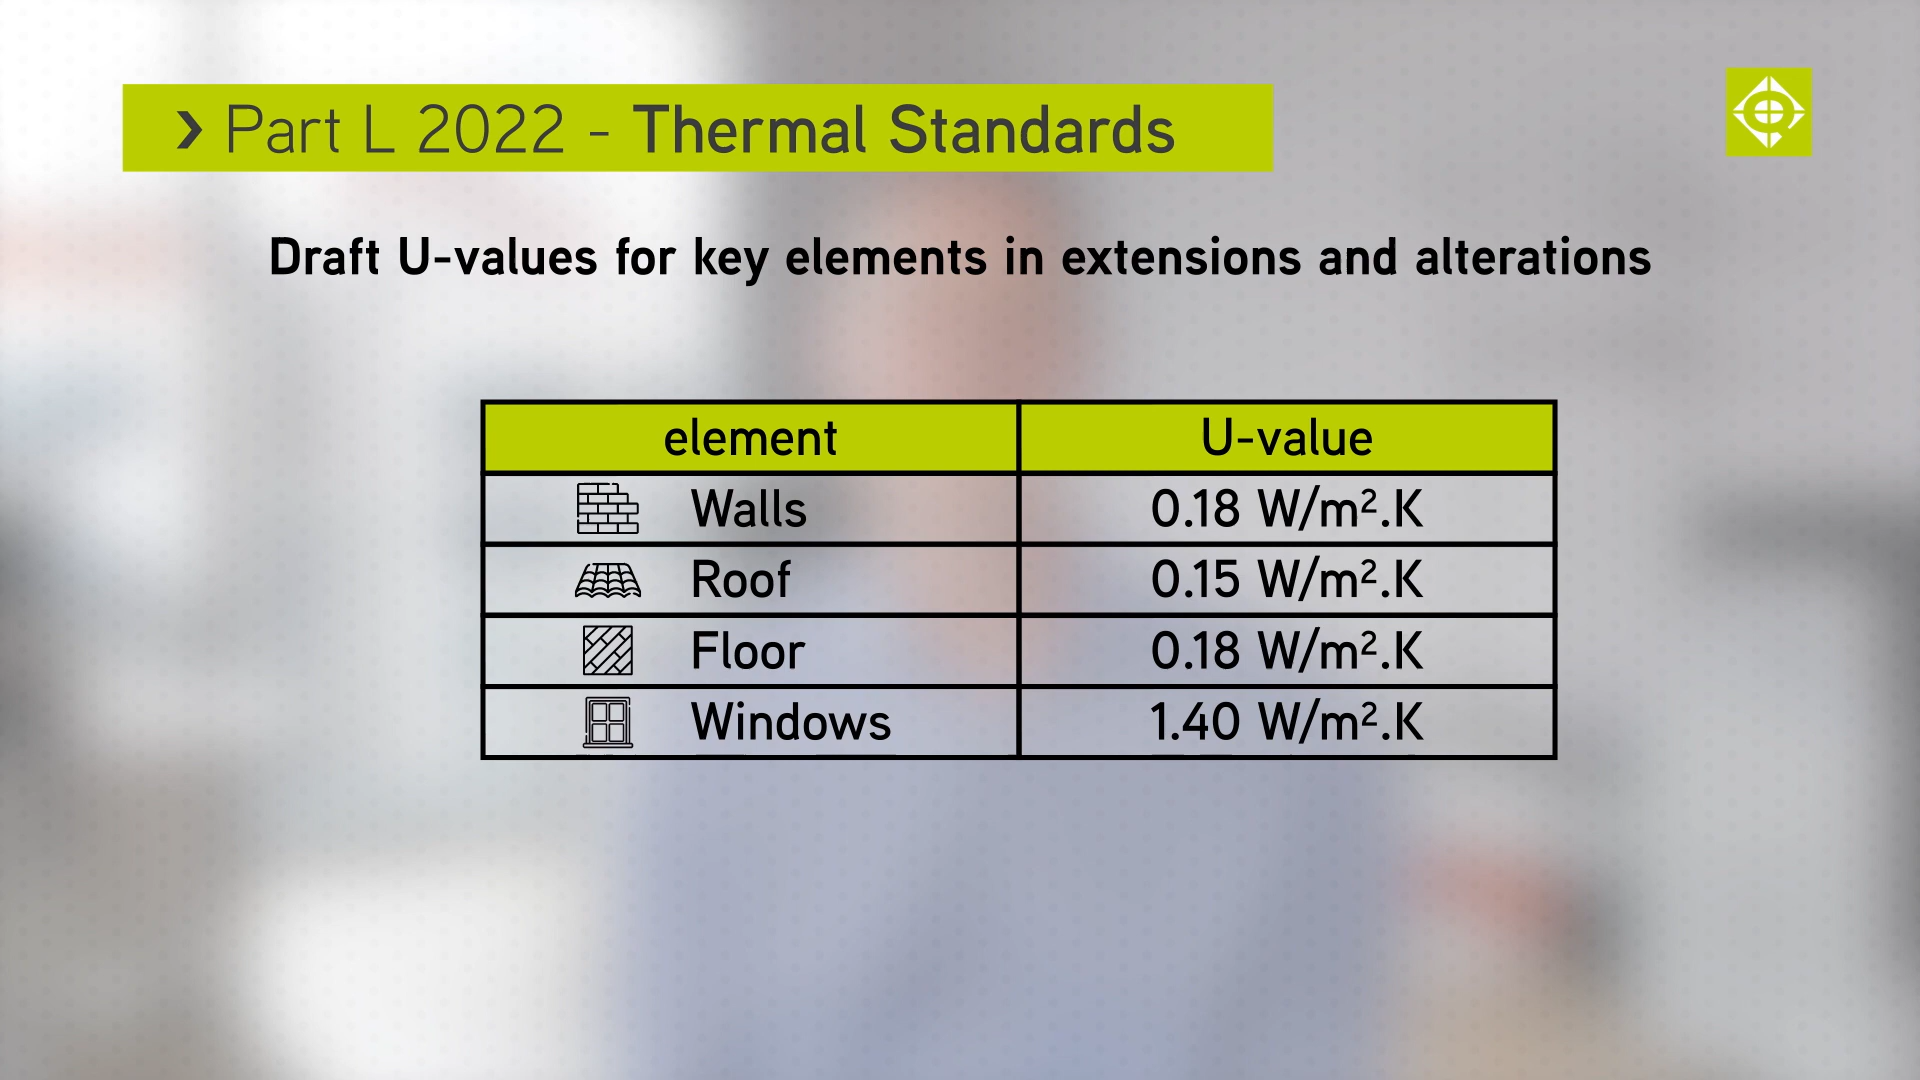 Part L 2022 - Thermal Standards
Draft U-values for key elements in extensions and alterations
element U-value
Walls 0.18 W/m².K
Roof 0.15 W/m².K
Floor 0.18 W/m².K
Windows 1.40 W/m².K